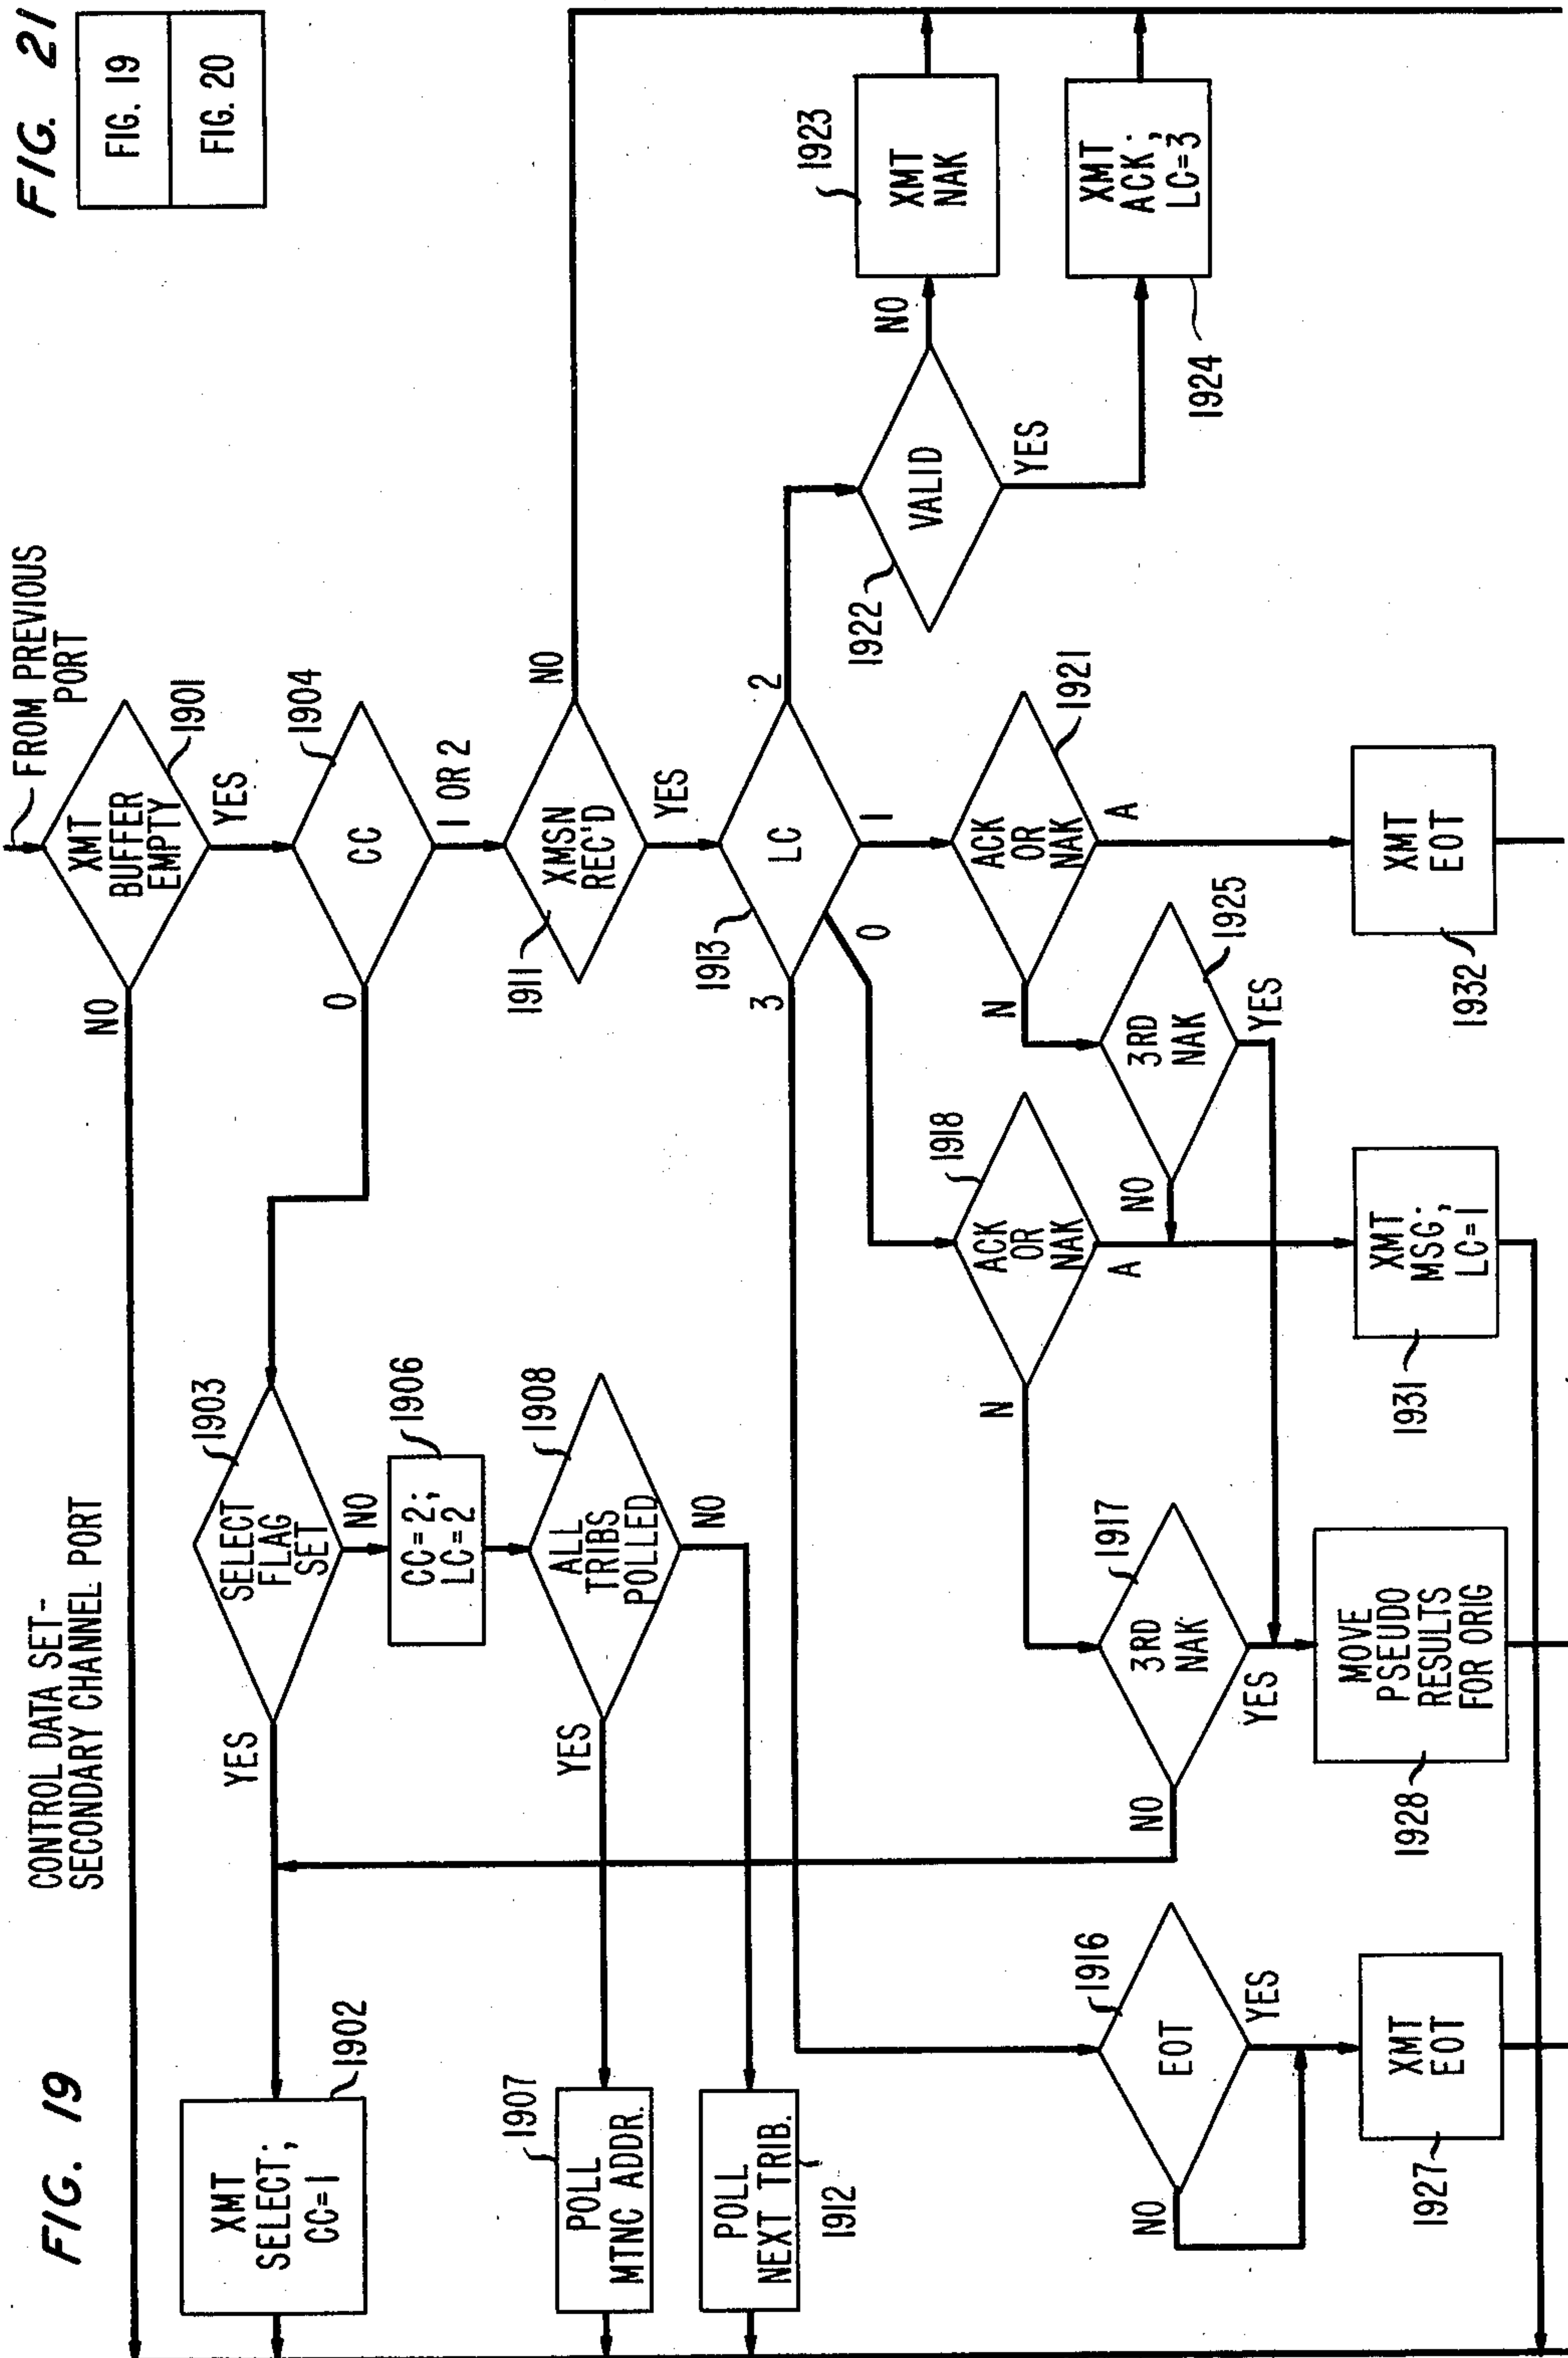 FIG. 19
CONTROL DATA SET-
SECONDARY CHANNEL PORT
FROM PREVIOUS
PORT
FIG. 21
FIG. 19
FIG. 20
XMT
BUFFER
EMPTY
1901
NO
YES
CC
1904
0
1 OR 2
SELECT
FLAG
SET
1903
YES
NO
XMT
SELECT;
CC=1
1902
CC=2;
LC=2
1906
ALL
TRIBS
POLLED
1908
YES
NO
POLL
MTNC ADDR.
1907
POLL
NEXT TRIB.
1912
XMSN
REC'D
1911
NO
YES
LC
1913
3
0
1
2
VALID
1922
NO
YES
XMT
NAK
1923
XMT
ACK;
LC=3
1924
EOT
1916
NO
YES
XMT
EOT
1927
3RD
NAK
1917
NO
YES
MOVE
PSEUDO
RESULTS
FOR ORIG
1928
ACK
OR
NAK
1918
N
A
XMT
MSG;
LC=1
1931
3RD
NAK
1925
NO
YES
ACK
OR
NAK
1921
N
A
XMT
EOT
1932